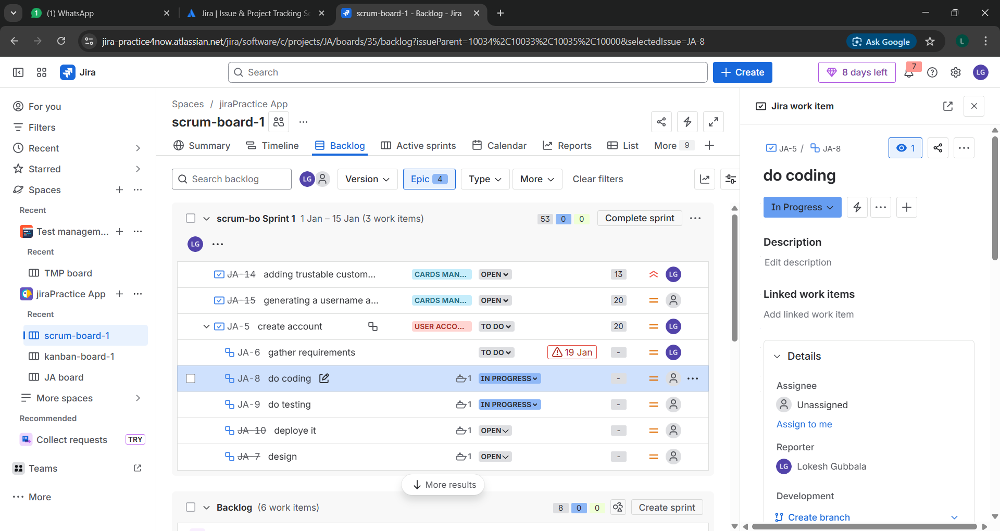 1
(1) WhatsApp
Jira | Issue & Project Tracking So
scrum-board-1 - Backlog - Jira
jira-practice4now.atlassian.net/jira/software/c/projects/JA/boards/35/backlog?issueParent=10034%2C10033%2C10035%2C10000&selectedIssue=JA-8
Ask Google
L
Jira
Search
Create
8 days left
7
LG
For you
Filters
Recent
Starred
Spaces
Recent
Test managem...
Recent
TMP board
jiraPractice App
Recent
scrum-board-1
kanban-board-1
JA board
More spaces
Recommended
Collect requests TRY
Teams
More
Spaces / jiraPractice App
scrum-board-1
Summary Timeline Backlog Active sprints Calendar Reports List More 9
Search backlog LG Version Epic 4 Type More Clear filters
scrum-bo Sprint 1 1 Jan – 15 Jan (3 work items) 53 0 0 Complete sprint
LG
JA-14 adding trustable custom... CARDS MAN... OPEN 13 LG
JA-15 generating a username a... CARDS MAN... OPEN 20
JA-5 create account USER ACCO... TO DO 20 LG
JA-6 gather requirements TO DO 19 Jan - LG
JA-8 do coding 1 IN PROGRESS -
JA-9 do testing 1 IN PROGRESS -
JA-10 deploye it 1 OPEN -
JA-7 design 1 OPEN -
More results
Backlog (6 work items) 8 0 0 Create sprint
Jira work item
JA-5 / JA-8 1
do coding
In Progress
Description
Edit description
Linked work items
Add linked work item
Details
Assignee
Unassigned
Assign to me
Reporter
LG Lokesh Gubbala
Development
Create branch